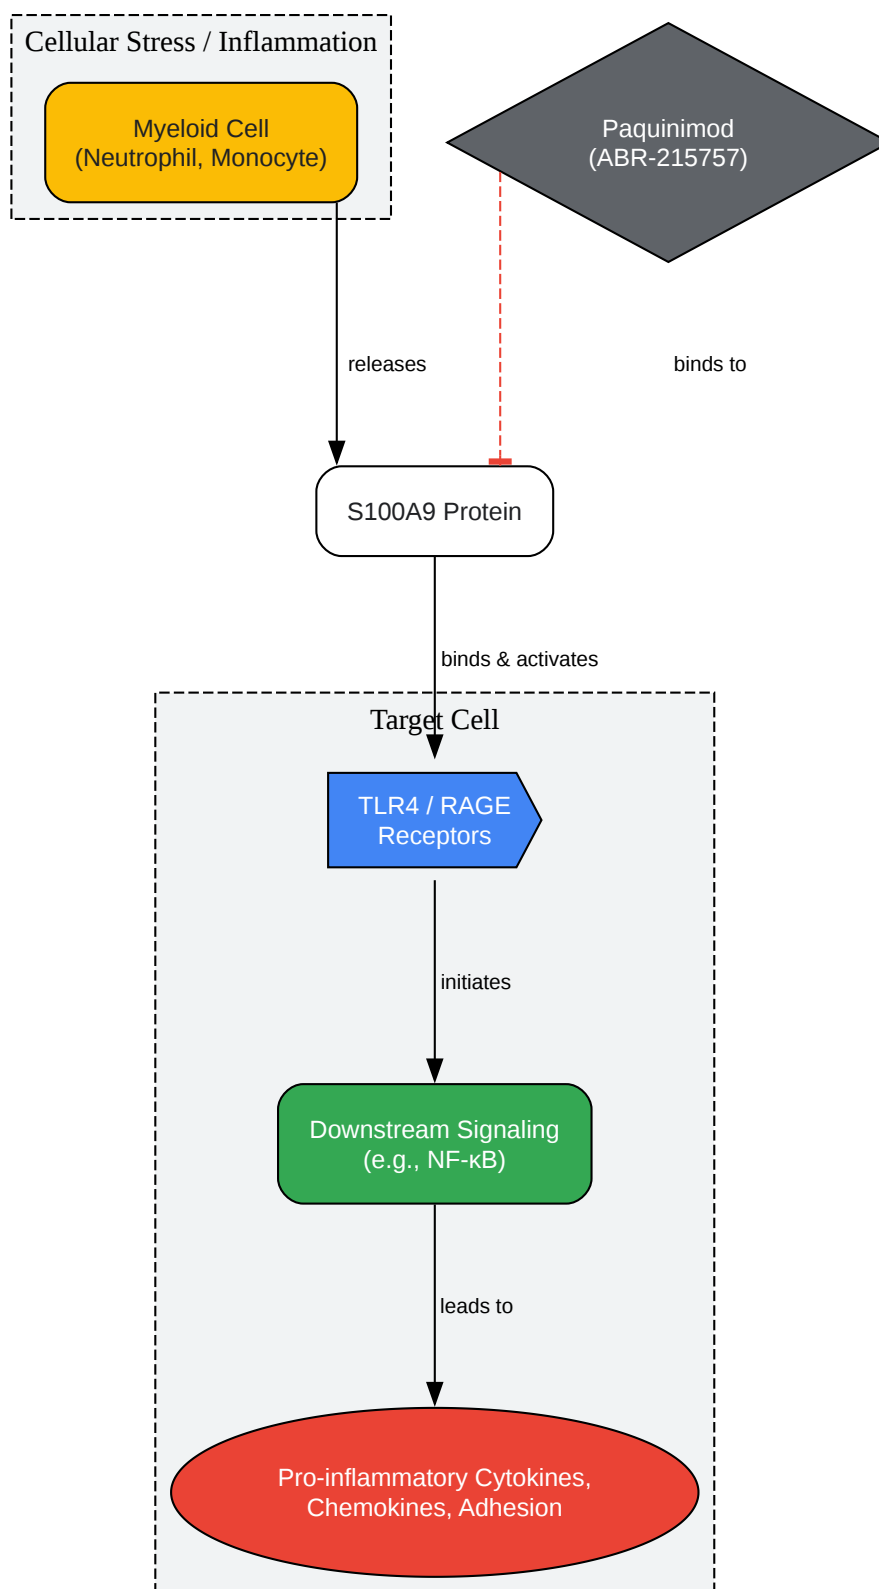 Cellular Stress / Inflammation
Myeloid Cell
(Neutrophil, Monocyte)
Paquinimod
(ABR-215757)
releases
binds to
S100A9 Protein
binds & activates
Target Cell
TLR4 / RAGE
Receptors
initiates
Downstream Signaling
(e.g., NF-κB)
leads to
Pro-inflammatory Cytokines,
Chemokines, Adhesion